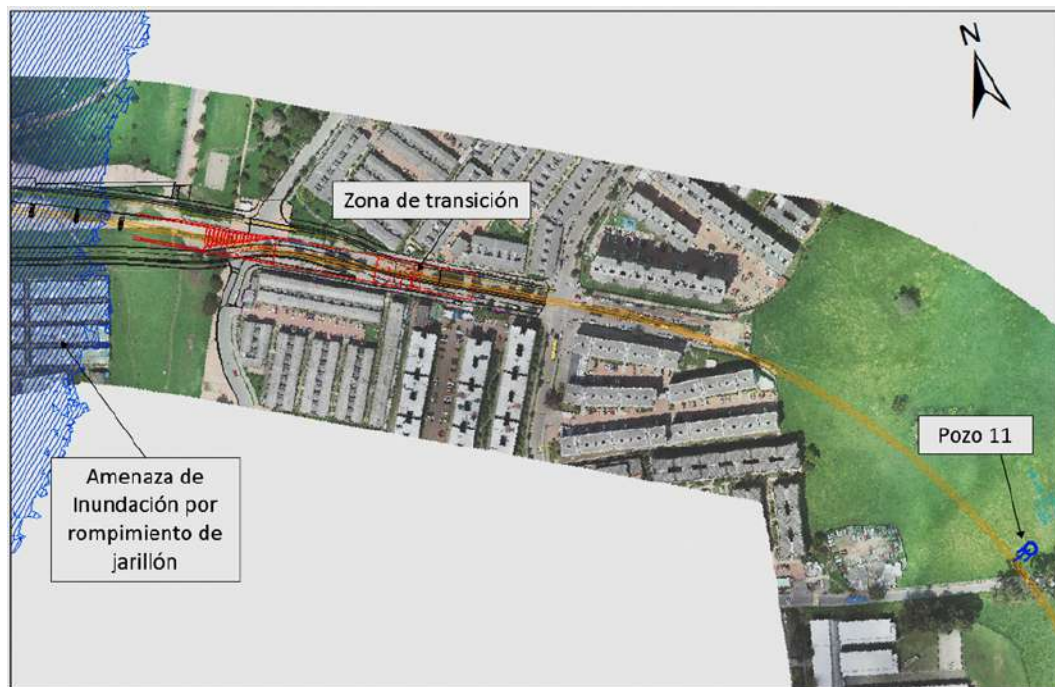 N
Zona de transición
Pozo 11
Amenaza de
Inundación por
rompimiento de
jarillón